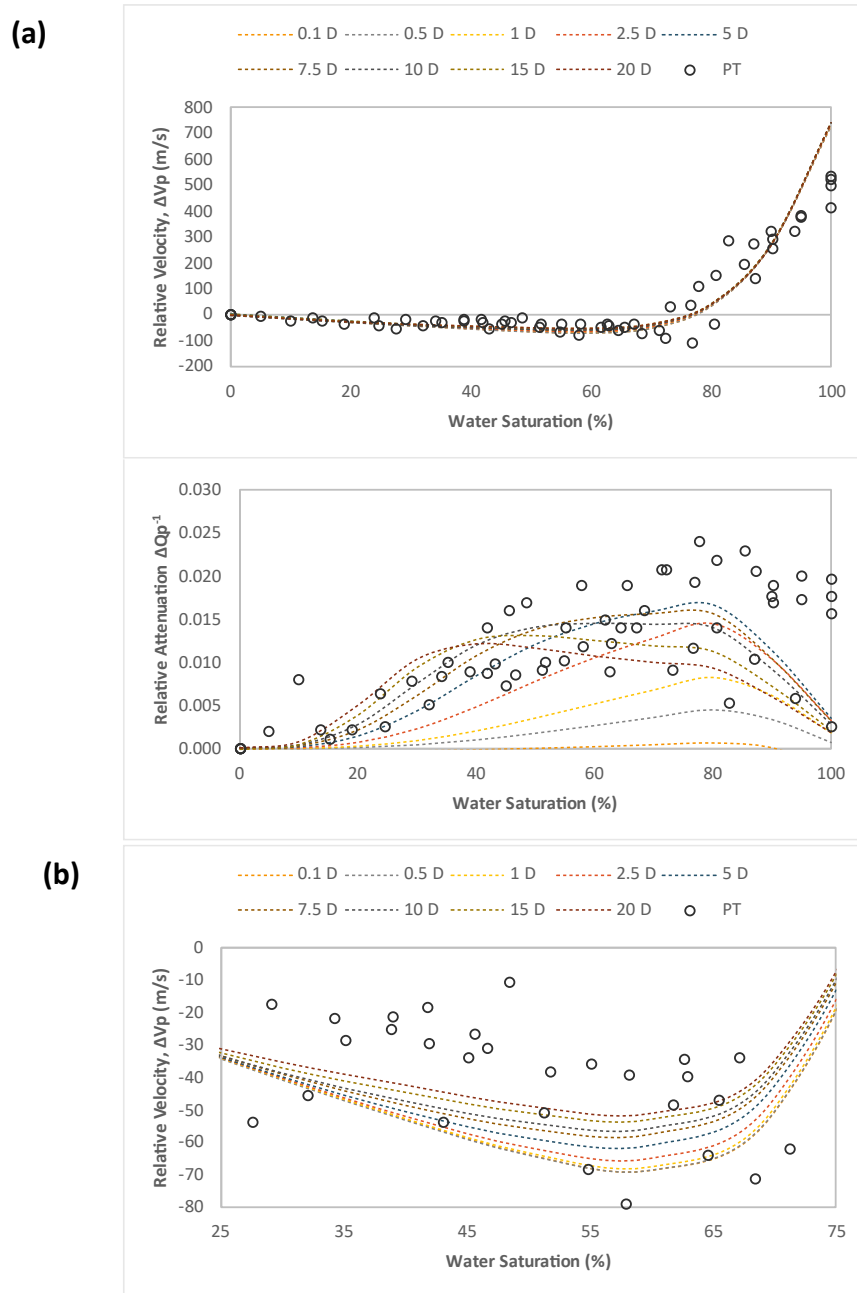 (a)
0.1 D 0.5 D 1 D 2.5 D 5 D
7.5 D 10 D 15 D 20 D PT
Relative Velocity, ΔVp (m/s)
800
700
600
500
400
300
200
100
0
-100
-200
0 20 40 60 80 100
Water Saturation (%)
Relative Attenuation ΔQp⁻¹
0.030
0.025
0.020
0.015
0.010
0.005
0.000
0 20 40 60 80 100
Water Saturation (%)
(b)
0.1 D 0.5 D 1 D 2.5 D 5 D
7.5 D 10 D 15 D 20 D PT
Relative Velocity, ΔVp (m/s)
0
-10
-20
-30
-40
-50
-60
-70
-80
25 35 45 55 65 75
Water Saturation (%)